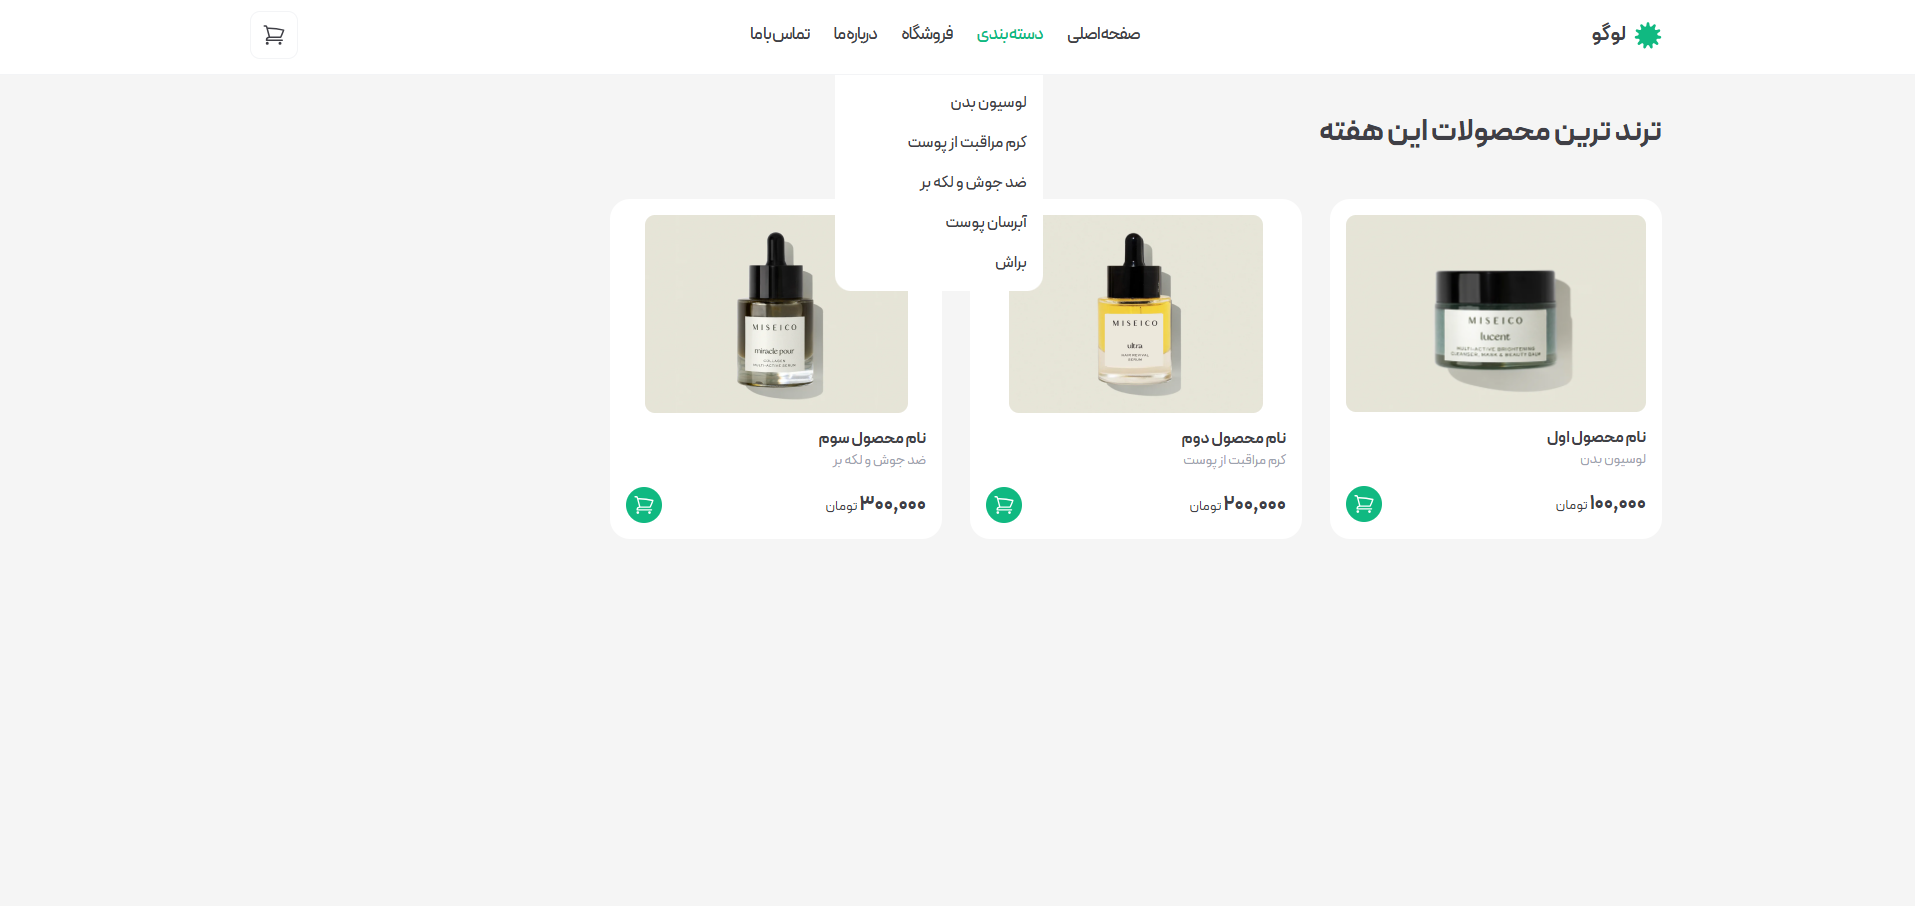 لوگو
صفحه اصلی
دسته بندی
فروشگاه
درباره ما
تماس با ما
لوسیون بدن
کرم مراقبت از پوست
ضد جوش و لکه بر
آبرسان پوست
براش
ترند ترین محصولات این هفته
MISEICO
lucent
MULTI-ACTIVE BRIGHTENING
CLEANSER, MASK & BEAUTY BALM
نام محصول اول
لوسیون بدن
۱۰۰,۰۰۰ تومان
MISEICO
ultra
HAIR REVIVAL
SERUM
نام محصول دوم
کرم مراقبت از پوست
۲۰۰,۰۰۰ تومان
MISEICO
miracle pour
COLLAGEN
MULTI-ACTIVE SERUM
نام محصول سوم
ضد جوش و لکه بر
۳۰۰,۰۰۰ تومان